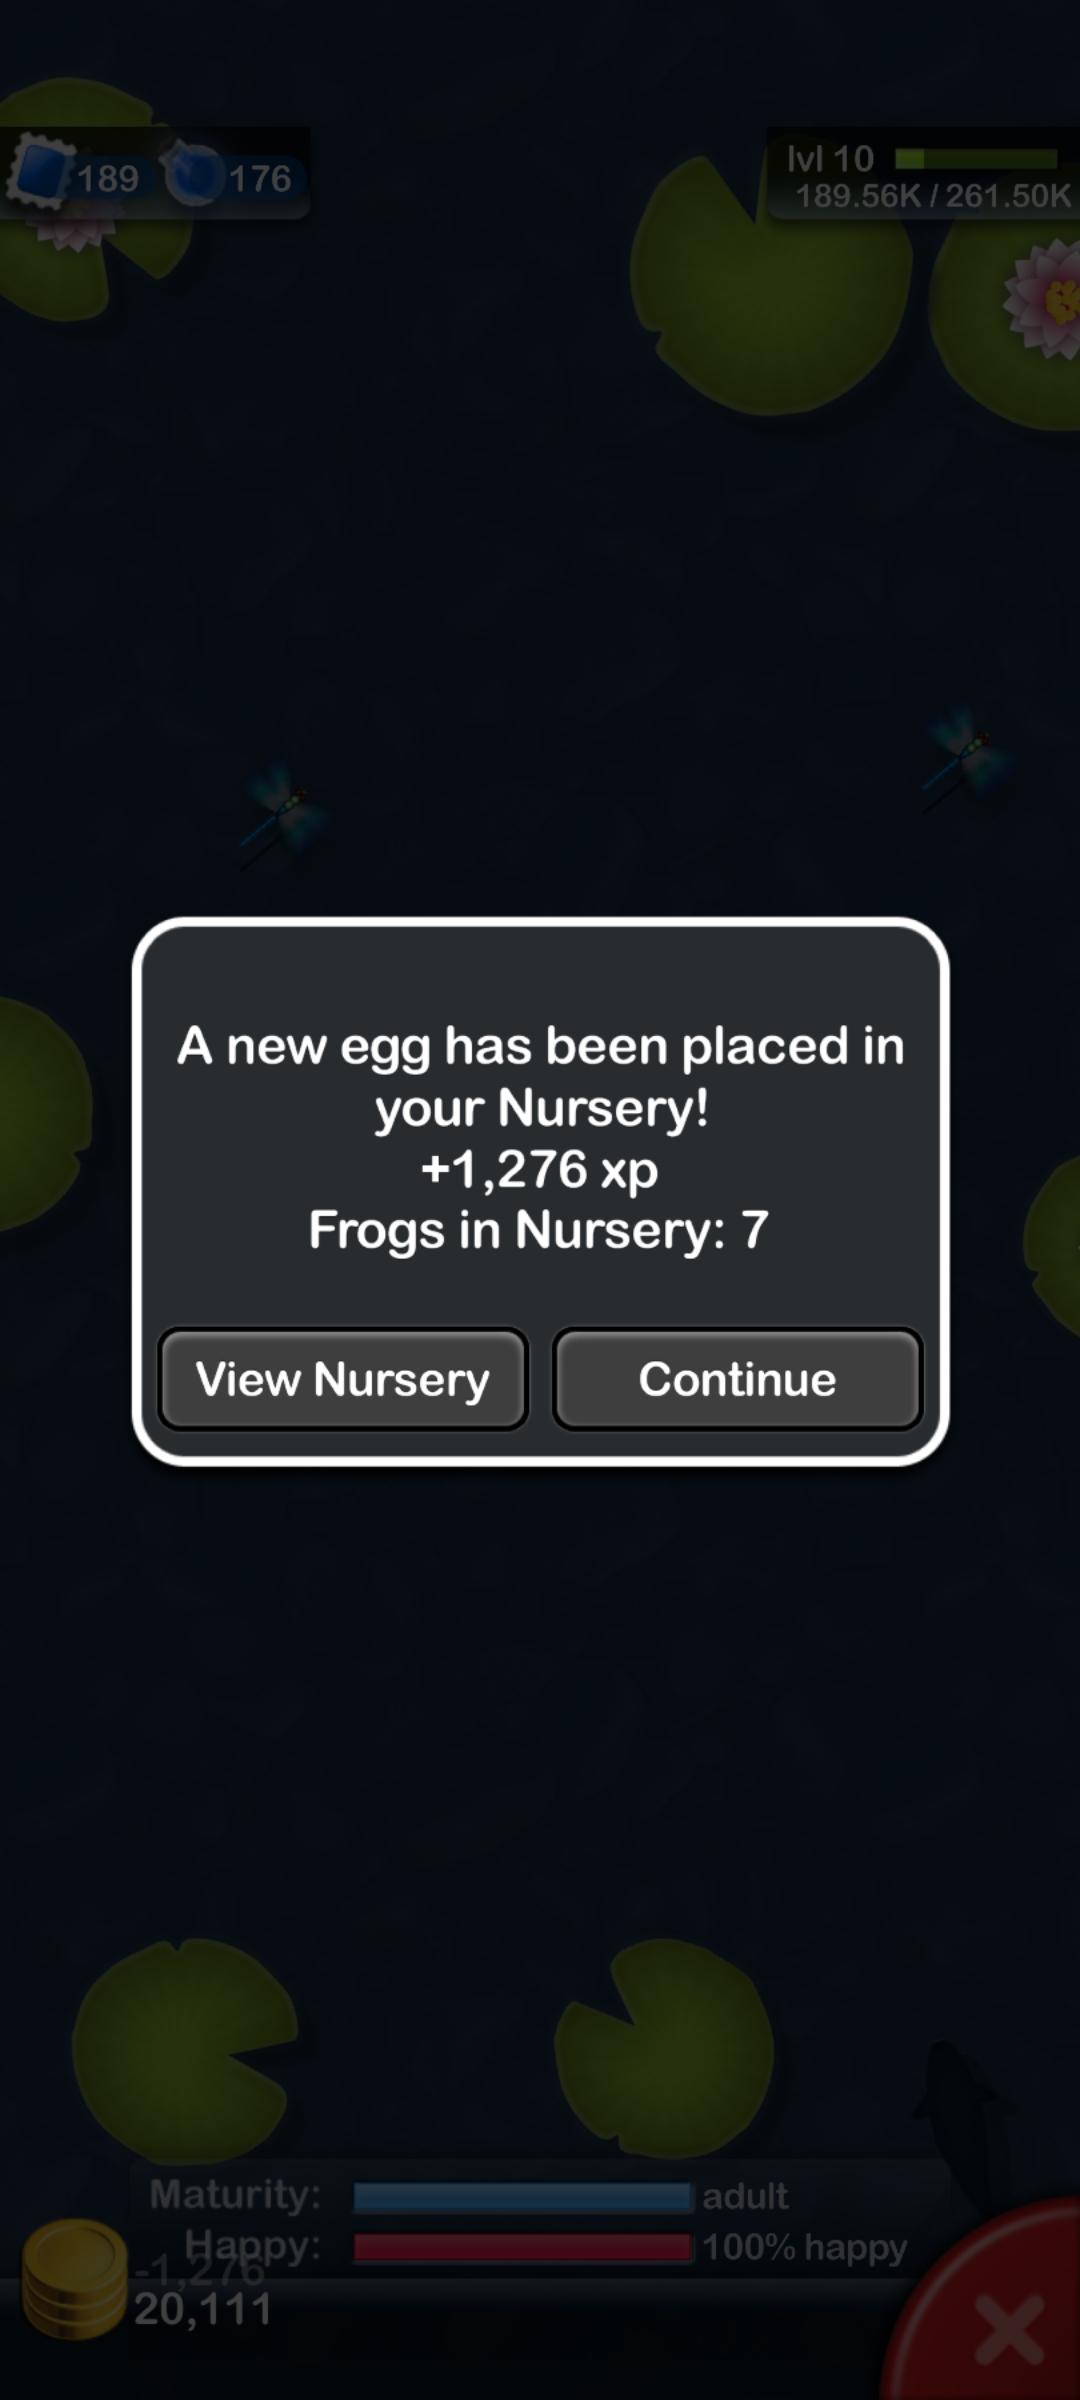 189 176
lvl 10
189.56K / 261.50K
A new egg has been placed in
your Nursery!
+1,276 xp
Frogs in Nursery: 7
View Nursery Continue
Maturity: adult
Happy: 100% happy
-1,276
20,111